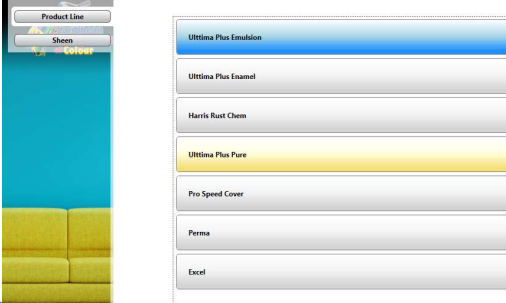 Product Line
Sheen
Colour
Ulttima Plus Emulsion
Ulttima Plus Enamel
Harris Rust Chem
Ulttima Plus Pure
Pro Speed Cover
Perma
Excel